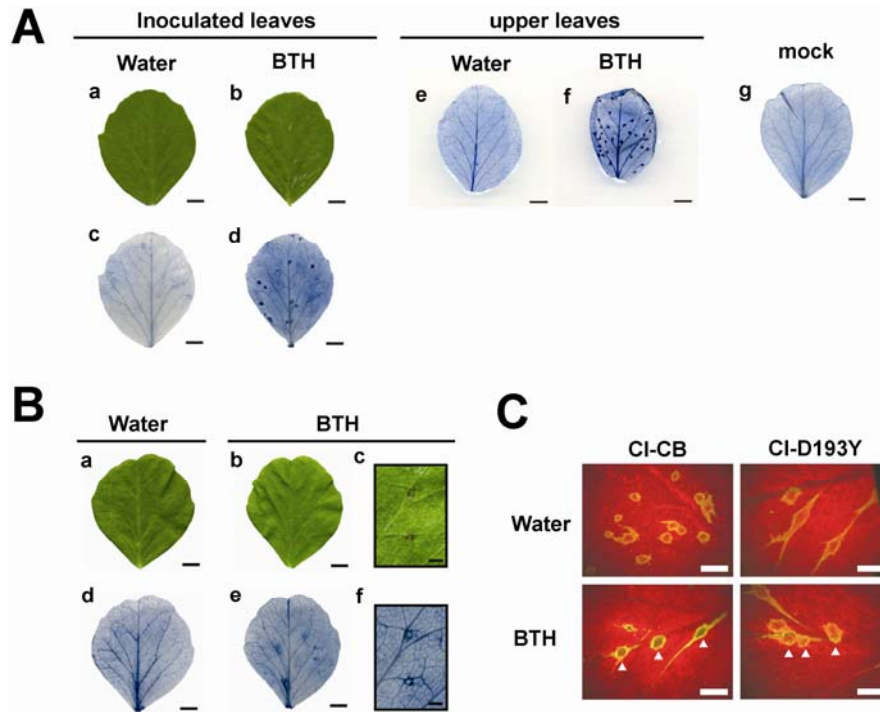 A
Inoculated leaves
upper leaves
Water
BTH
Water
BTH
mock
a
b
e
f
g
c
d
B
Water
BTH
a
b
c
d
e
f
C
CI-CB
CI-D193Y
Water
BTH